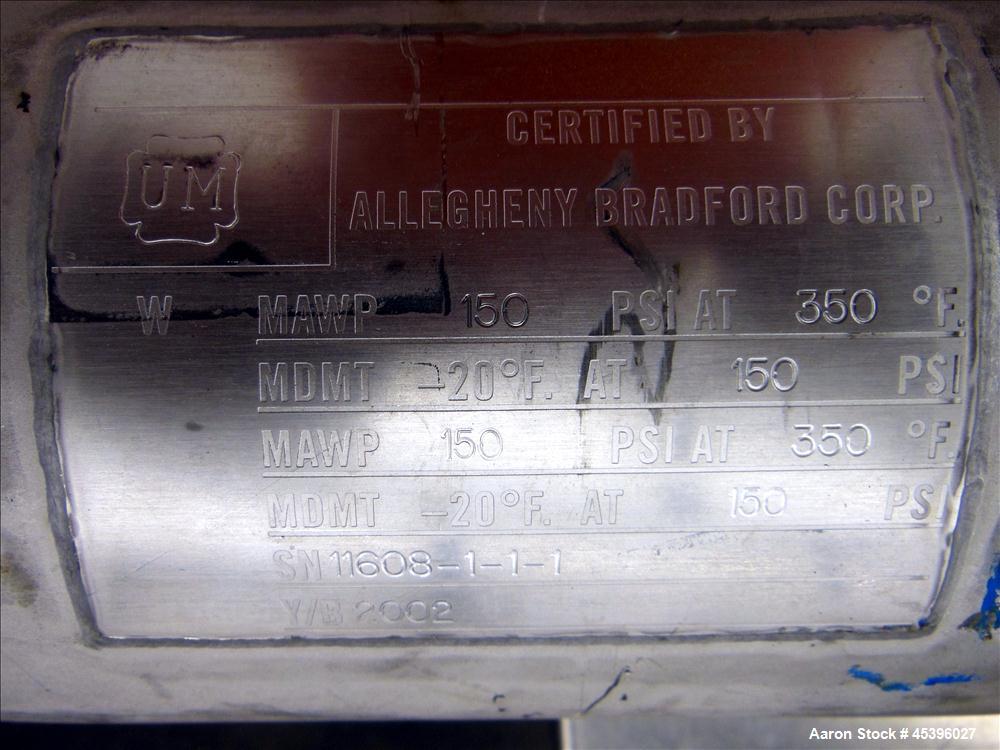 CERTIFIED BY
UM
ALLEGHENY BRADFORD CORP.
W MAWP 150 PSI AT 350 °F.
MDMT -20°F. AT 150 PSI
MAWP 150 PSI AT 350 °F.
MDMT -20°F. AT 150 PSI
SN 11608-1-1-1
Y/B 2002
Aaron Stock # 45396027